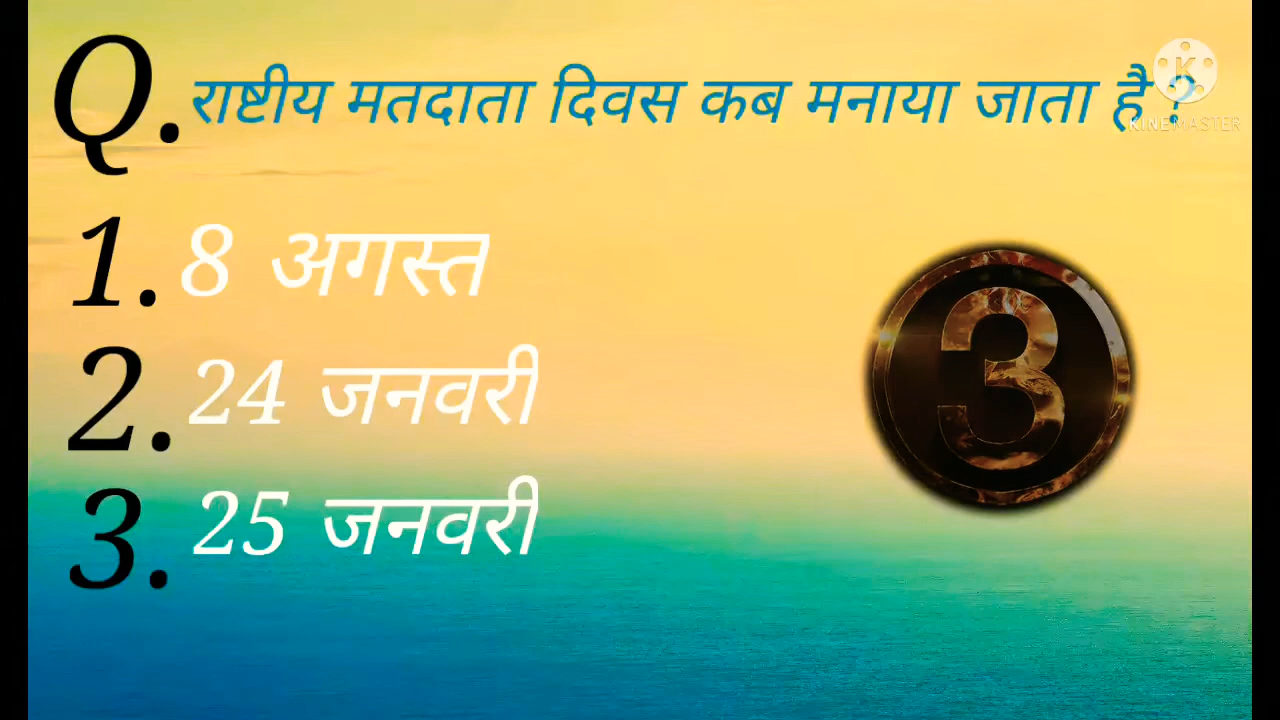 Q. राष्टीय मतदाता दिवस कब मनाया जाता है ?
KINEMASTER
1. 8 अगस्त
2. 24 जनवरी
3. 25 जनवरी
3